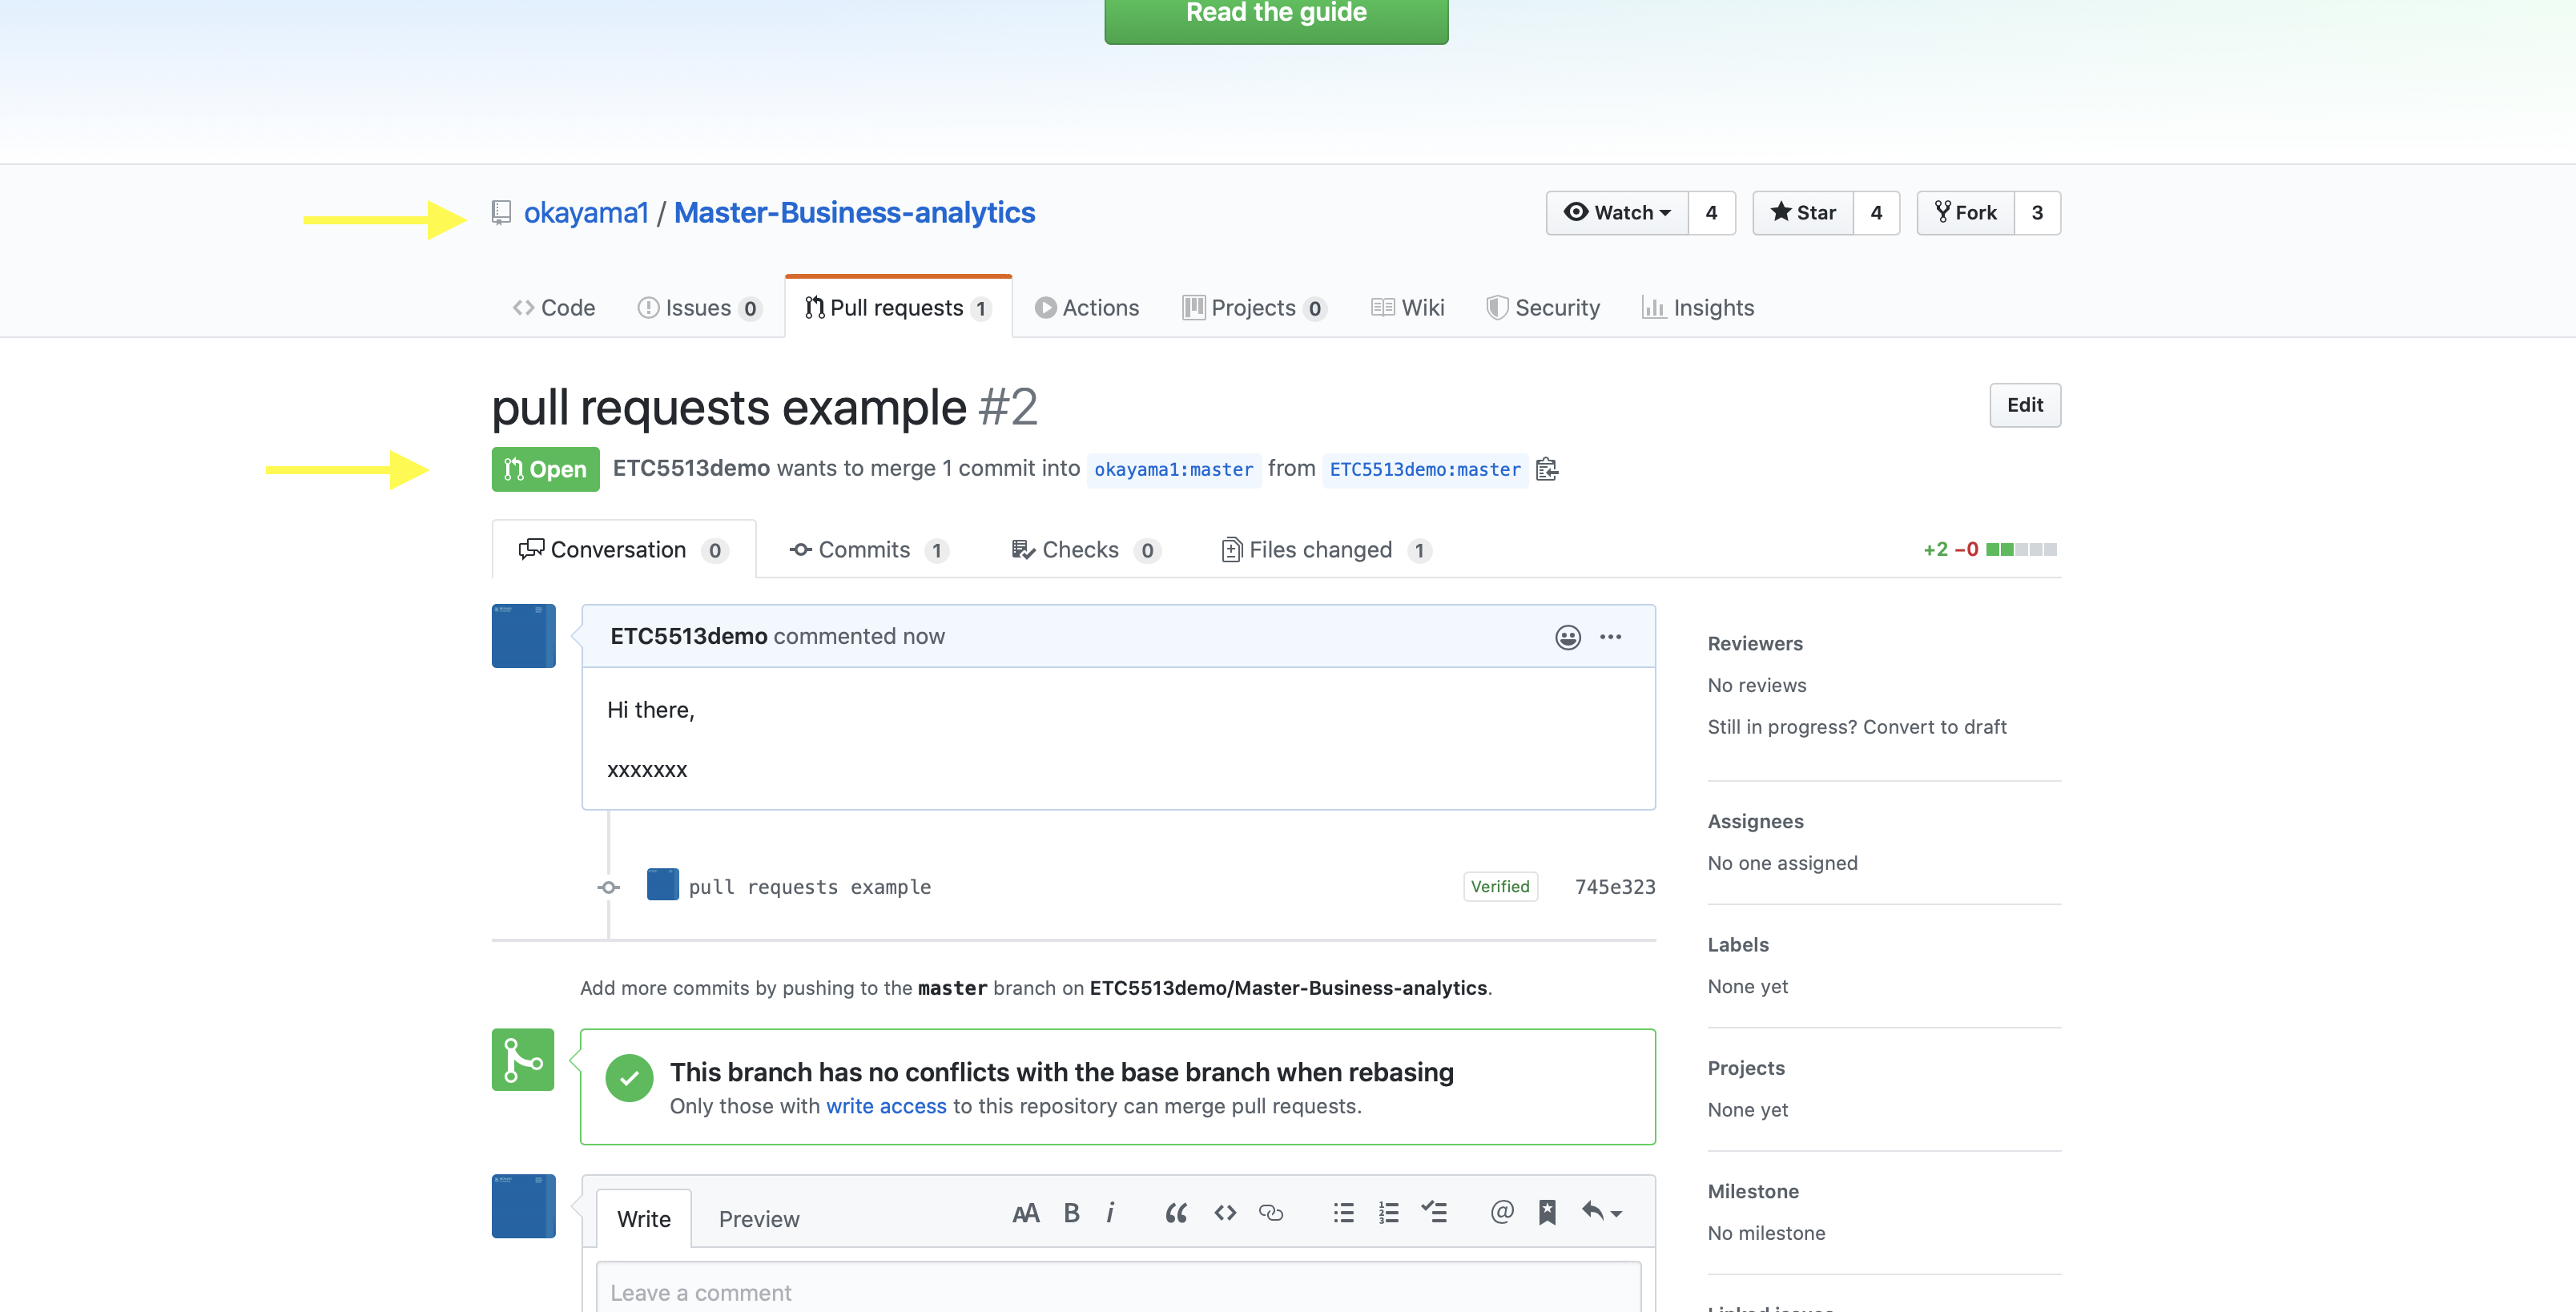 Read the guide
okayama1 / Master-Business-analytics
Watch 4 Star 4 Fork 3
Code Issues 0 Pull requests 1 Actions Projects 0 Wiki Security Insights
pull requests example #2
Edit
Open ETC5513demo wants to merge 1 commit into okayama1:master from ETC5513demo:master
Conversation 0 Commits 1 Checks 0 Files changed 1
+2 −0
ETC5513demo commented now
Hi there,
xxxxxxx
pull requests example Verified 745e323
Add more commits by pushing to the master branch on ETC5513demo/Master-Business-analytics.
This branch has no conflicts with the base branch when rebasing
Only those with write access to this repository can merge pull requests.
Write Preview
AA B i
@
Leave a comment
Reviewers
No reviews
Still in progress? Convert to draft
Assignees
No one assigned
Labels
None yet
Projects
None yet
Milestone
No milestone